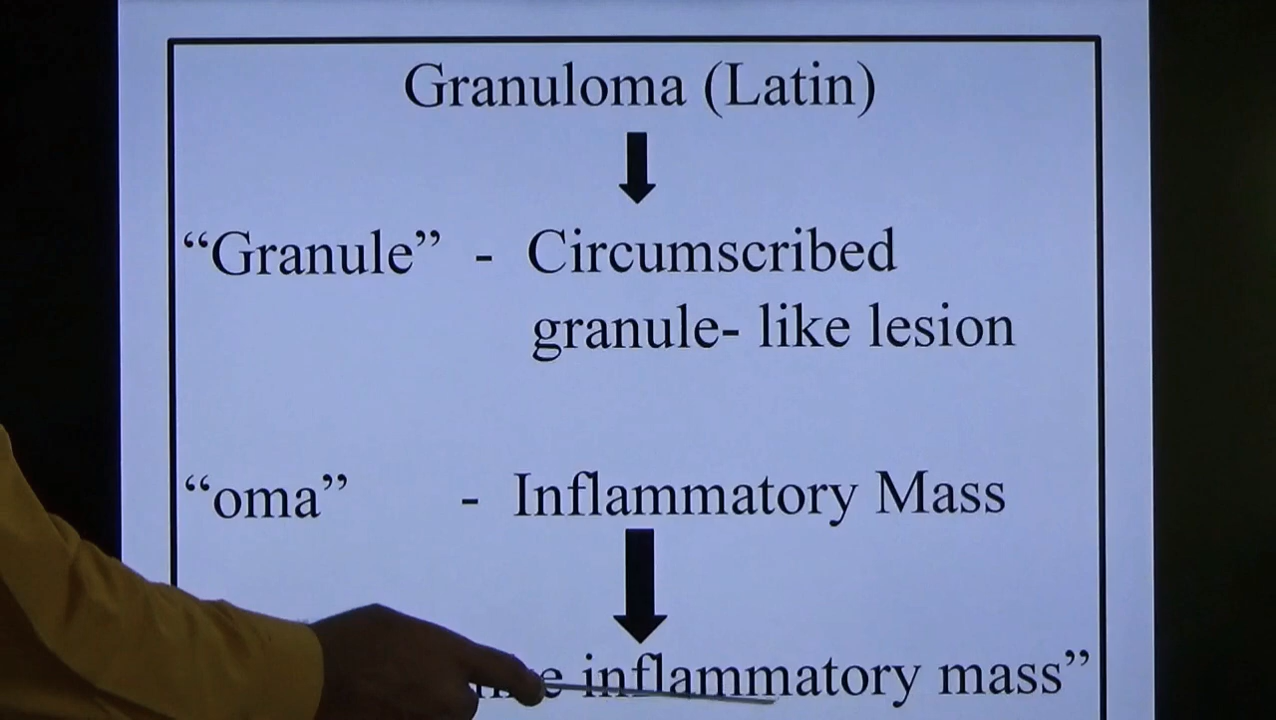 Granuloma (Latin)
“Granule” - Circumscribed
granule- like lesion
“oma” - Inflammatory Mass
inflammatory mass”